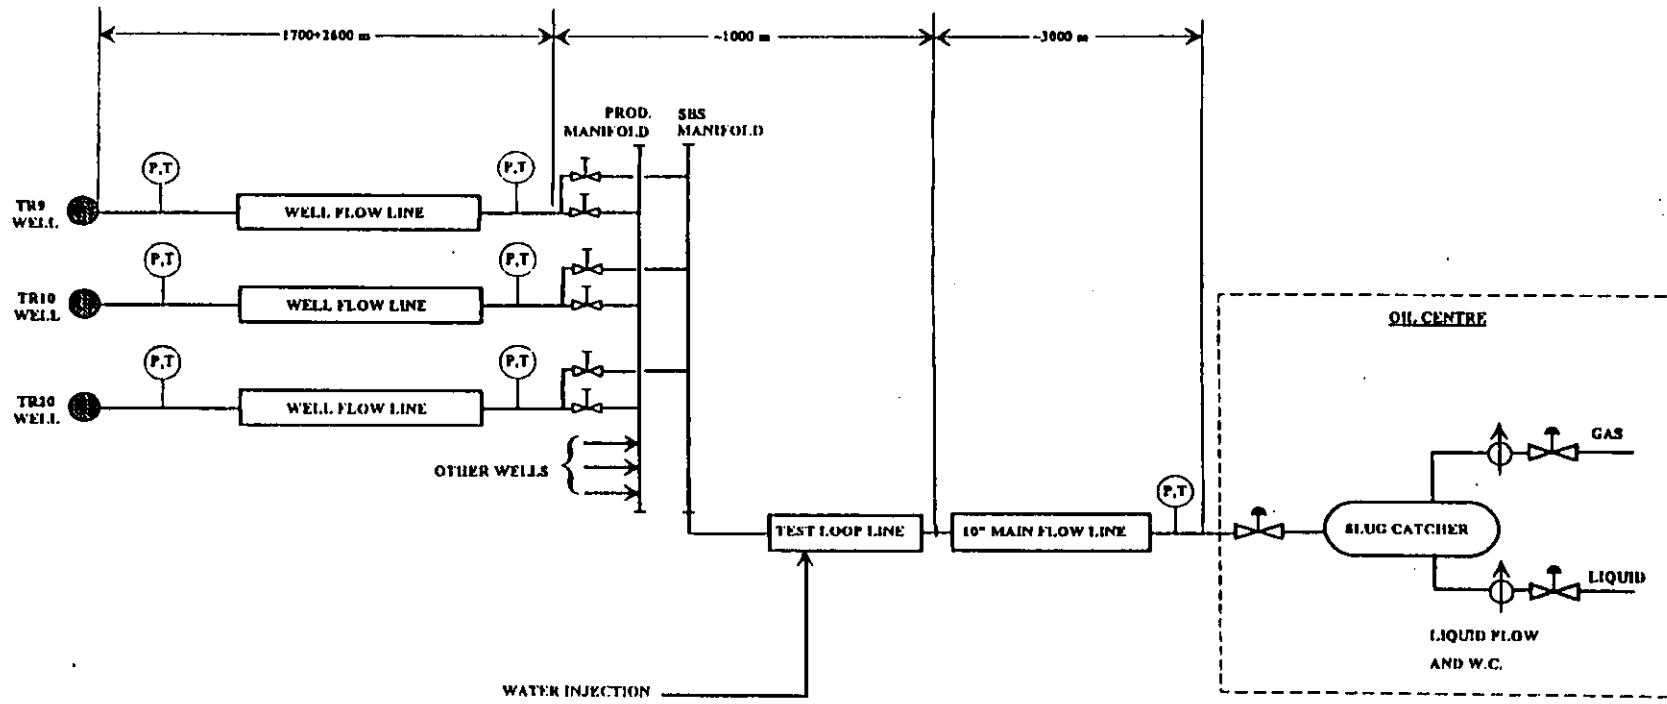 1700÷2600 m
~1000 m
~3000 m
PROD.
MANIFOLD
SBS
MANIFOLD
P,T
P,T
TR9
WELL
WELL FLOW LINE
P,T
P,T
TR10
WELL
WELL FLOW LINE
P,T
P,T
TR20
WELL
WELL FLOW LINE
OTHER WELLS
OIL CENTRE
GAS
P,T
TEST LOOP LINE
10" MAIN FLOW LINE
SLUG CATCHER
LIQUID
LIQUID FLOW
AND W.C.
WATER INJECTION